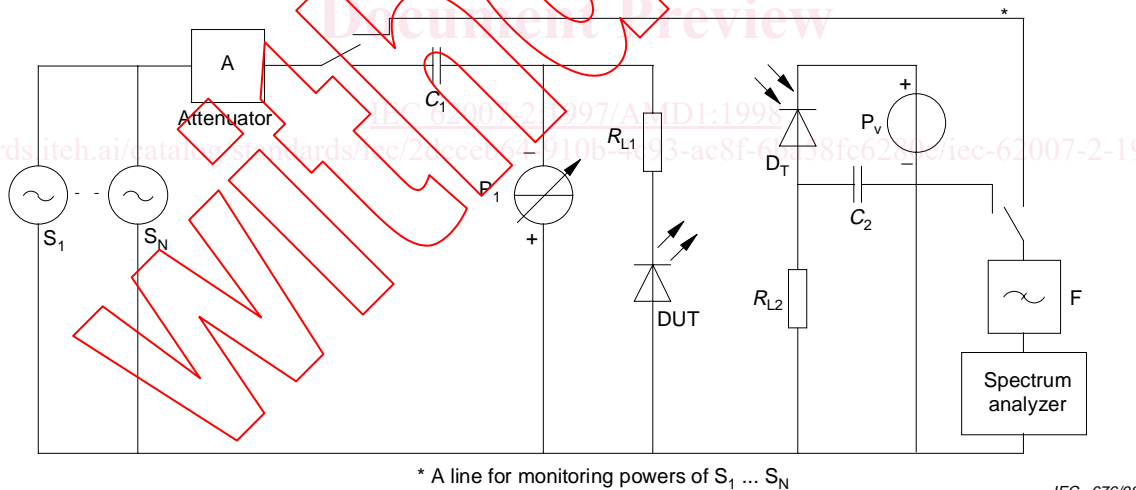 Document Preview
*
A
Attenuator
C1
IEC 62007-2:1997/AMD1:1998
RL1
+
Pv
–
DT
–
P1
+
C2
S1
- -
SN
RL2
DUT
F
Spectrum
analyzer
* A line for monitoring powers of S1 ... SN